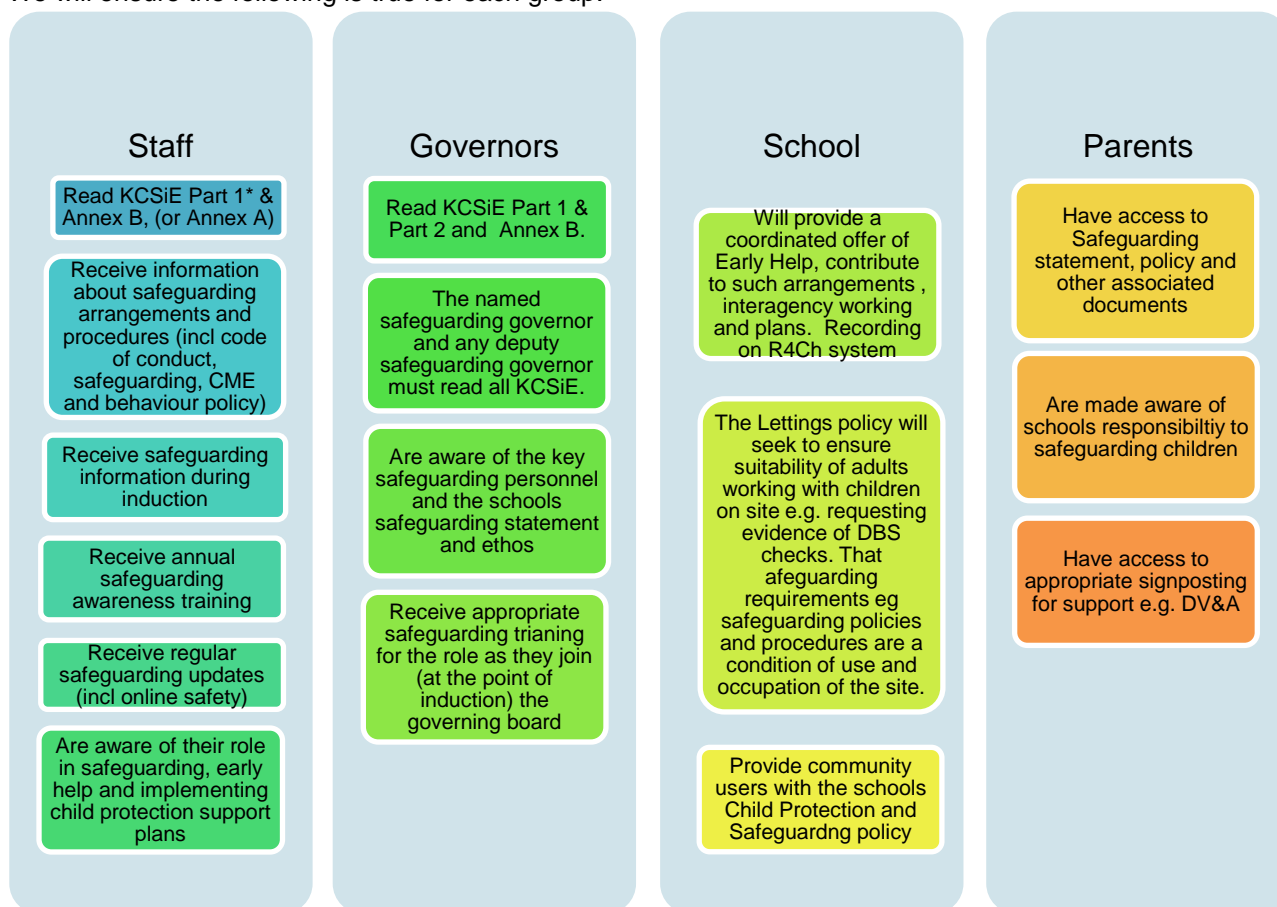 We will ensure the following is true for each group:
Staff
Read KCSiE Part 1* &
Annex B, (or Annex A)
Receive information
about safeguarding
arrangements and
procedures (incl code
of conduct,
safeguarding, CME
and behaviour policy)
Receive safeguarding
information during
induction
Receive annual
safeguarding
awareness training
Receive regular
safeguarding updates
(incl online safety)
Are aware of their role
in safeguarding, early
help and implementing
child protection support
plans
Governors
Read KCSiE Part 1 &
Part 2 and Annex B.
The named
safeguarding governor
and any deputy
safeguarding governor
must read all KCSiE.
Are aware of the key
safeguarding personnel
and the schools
safeguarding statement
and ethos
Receive appropriate
safeguarding trianing
for the role as they join
(at the point of
induction) the
governing board
School
Will provide a
coordinated offer of
Early Help, contribute
to such arrangements ,
interagency working
and plans. Recording
on R4Ch system
The Lettings policy will
seek to ensure
suitability of adults
working with children
on site e.g. requesting
evidence of DBS
checks. That
afeguarding
requirements eg
safeguarding policies
and procedures are a
condition of use and
occupation of the site.
Provide community
users with the schools
Child Protection and
Safeguardng policy
Parents
Have access to
Safeguarding
statement, policy and
other associated
documents
Are made aware of
schools responsibiltiy to
safeguarding children
Have access to
appropriate signposting
for support e.g. DV&A